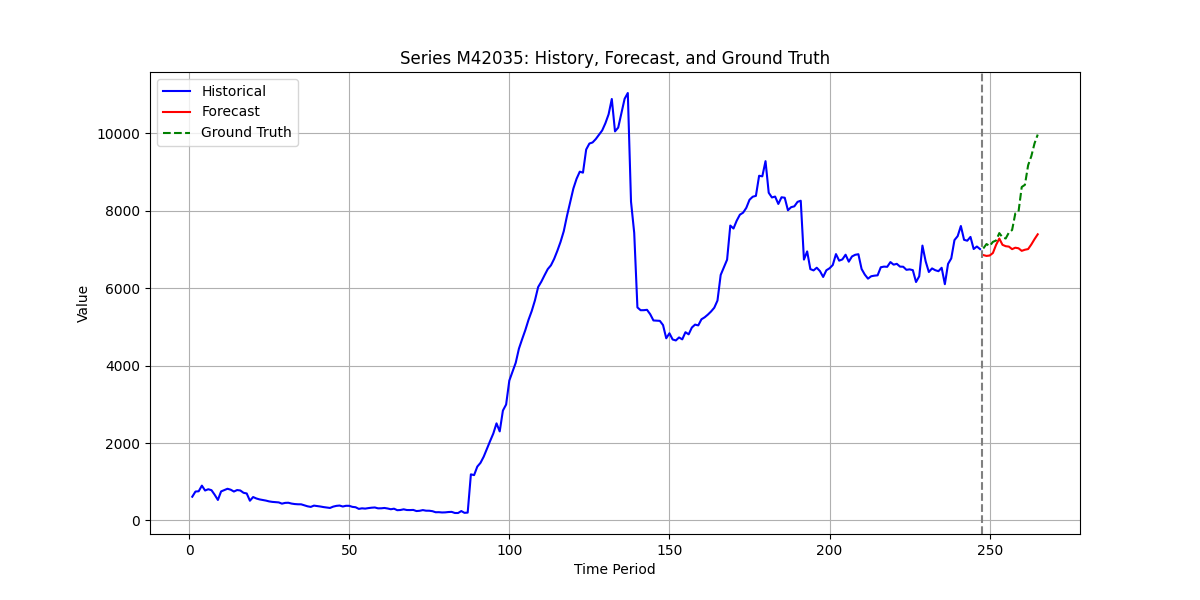 Series M42035: History, Forecast, and Ground Truth
Historical
Forecast
Ground Truth
10000
8000
6000
4000
2000
0
Value
0 50 100 150 200 250
Time Period